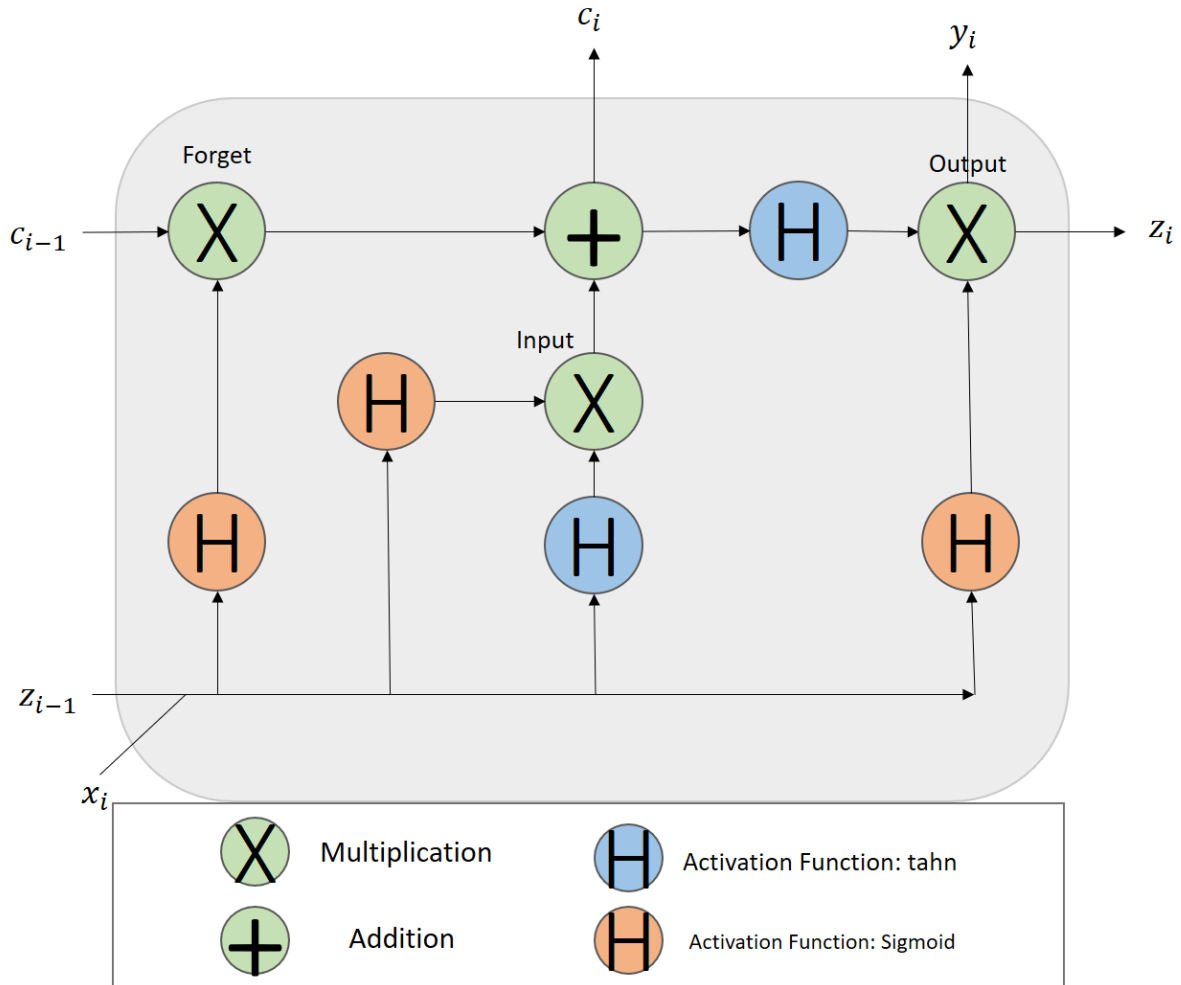 c_i
y_i
Forget
Output
X
+
H
X
c_{i-1}
z_i
Input
H
X
H
H
H
z_{i-1}
x_i
X
Multiplication
H
Activation Function: tahn
+
Addition
H
Activation Function: Sigmoid